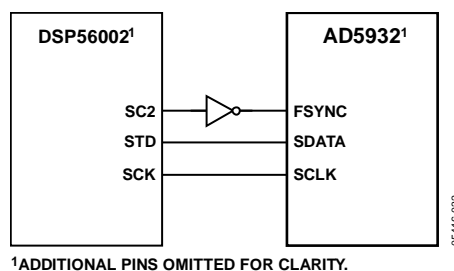 DSP56002¹
AD5932¹
SC2
FSYNC
STD
SDATA
SCK
SCLK
¹ADDITIONAL PINS OMITTED FOR CLARITY.